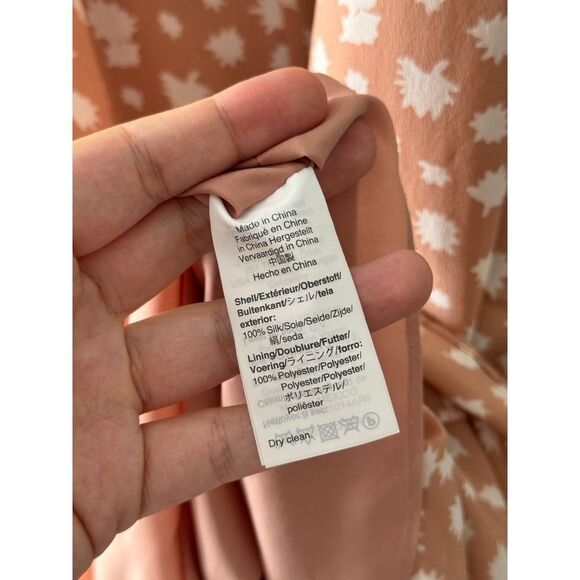 Made in China
Fabriqué en Chine
in China Hergestellt
Vervaardigd in China
中国製
Hecho en China
Shell/Extérieur/Oberstoff/
Buitenkant/シェル/tela
exterior:
100% Silk/Soie/Seide/Zijde/
絹/seda
Lining/Doublure/Futter/
Voering/ライニング/forro:
100% Polyester/Polyester/
Polyester/Polyester/
ポリエステル/
poliéster
Dry clean.